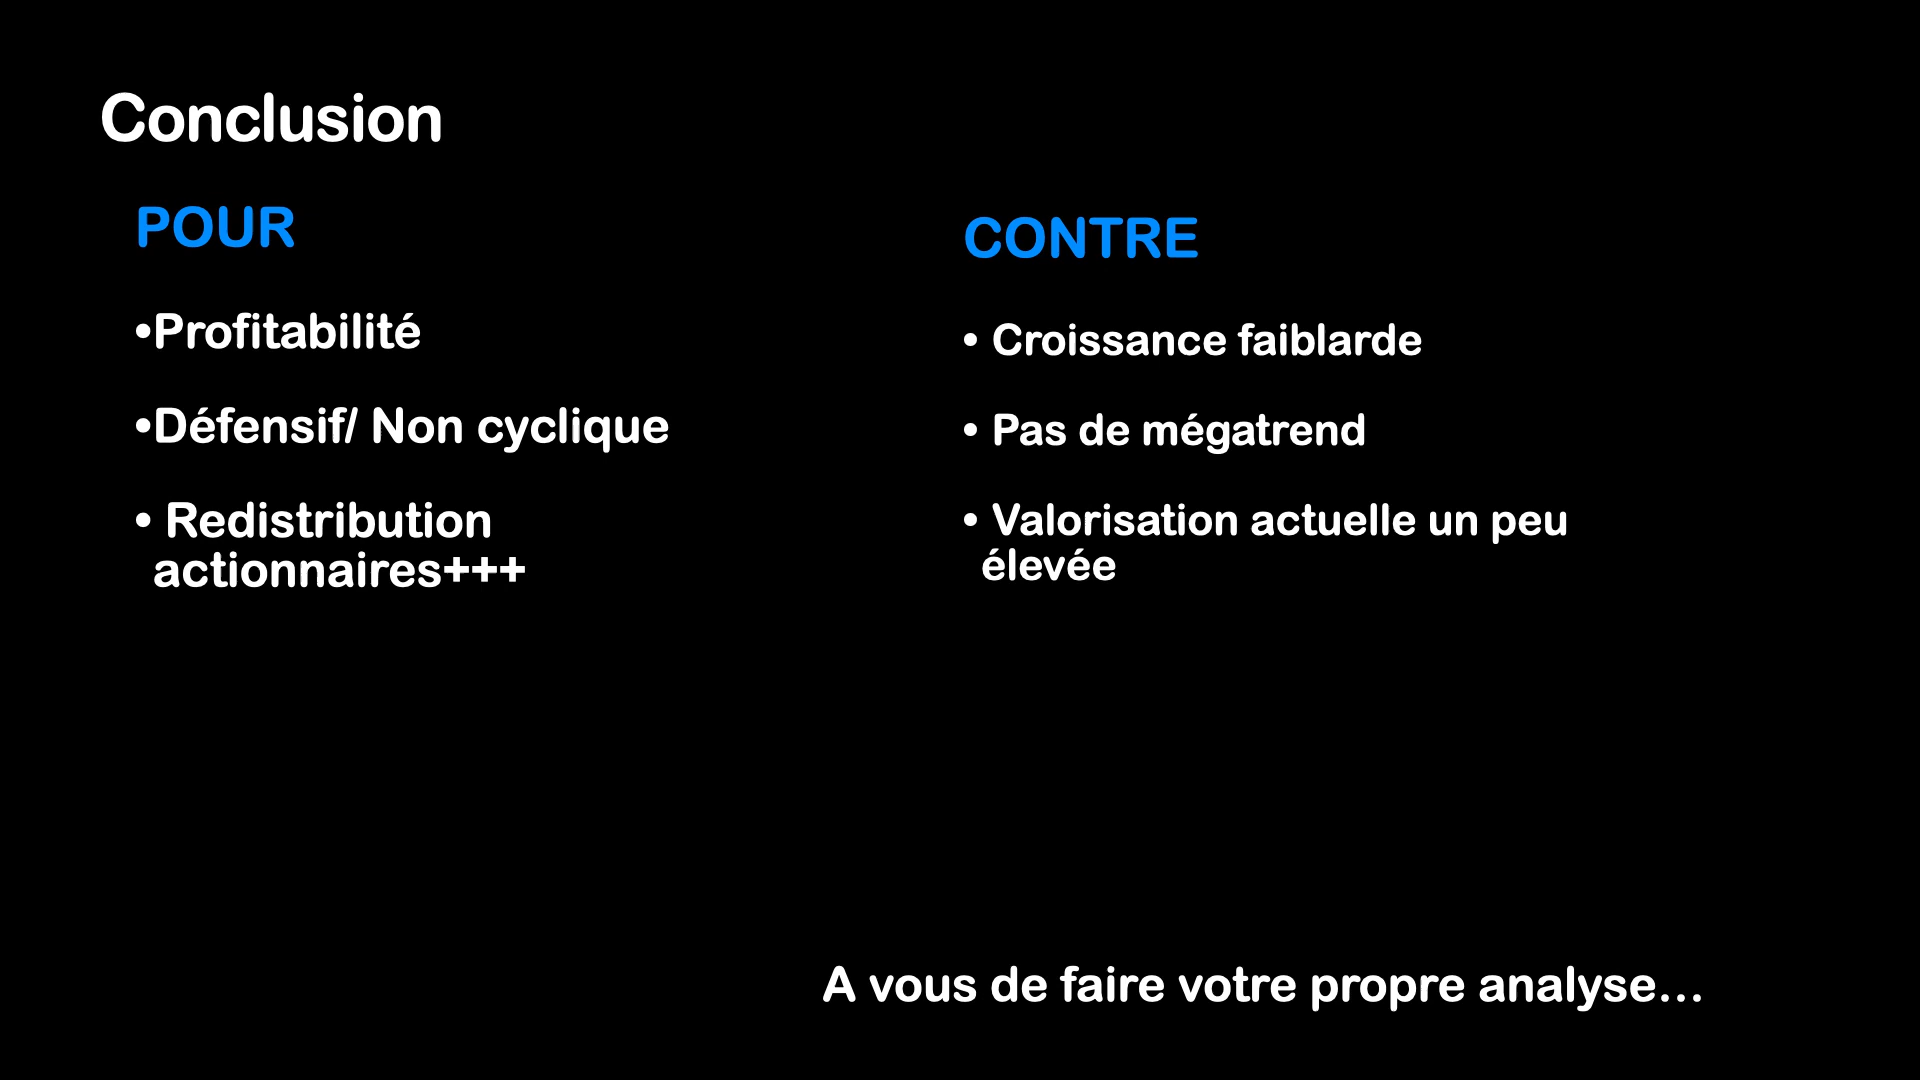 Conclusion
POUR
•Profitabilité
•Défensif/ Non cyclique
• Redistribution
actionnaires+++
CONTRE
• Croissance faiblarde
• Pas de mégatrend
• Valorisation actuelle un peu
élevée
A vous de faire votre propre analyse…